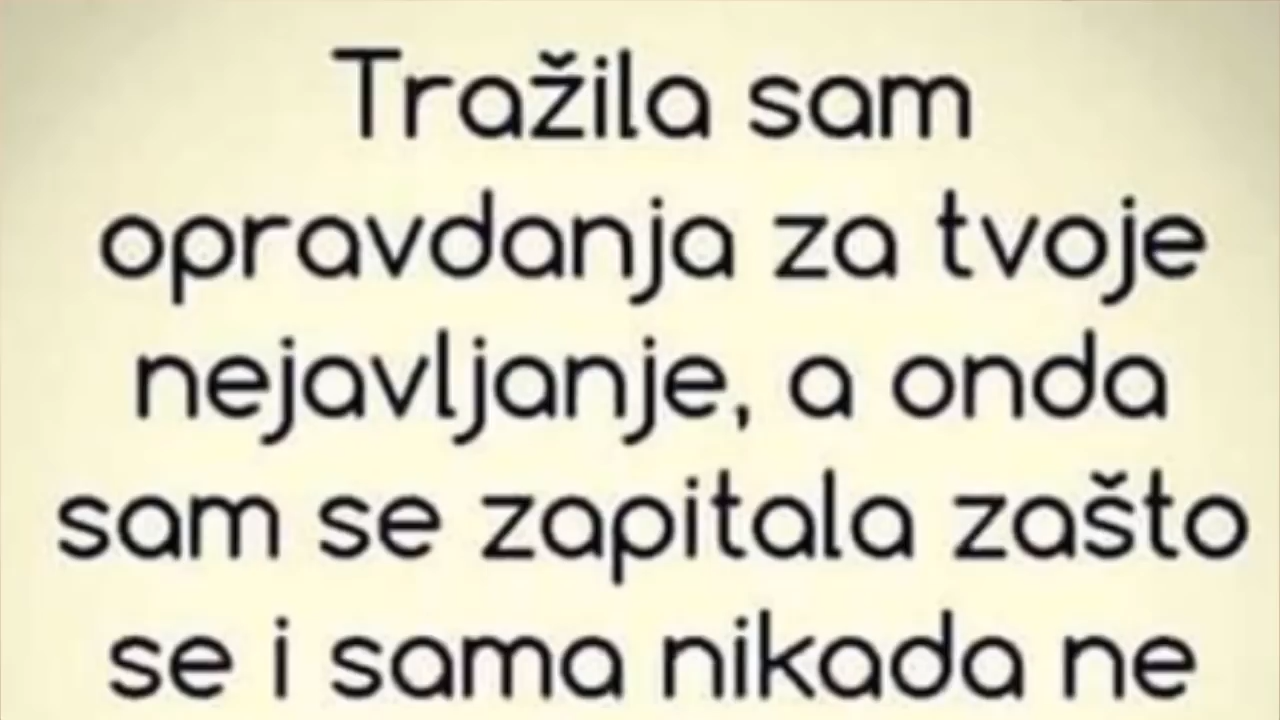 Tražila sam
opravdanja za tvoje
nejavljanje, a onda
sam se zapitala zašto
se i sama nikada ne